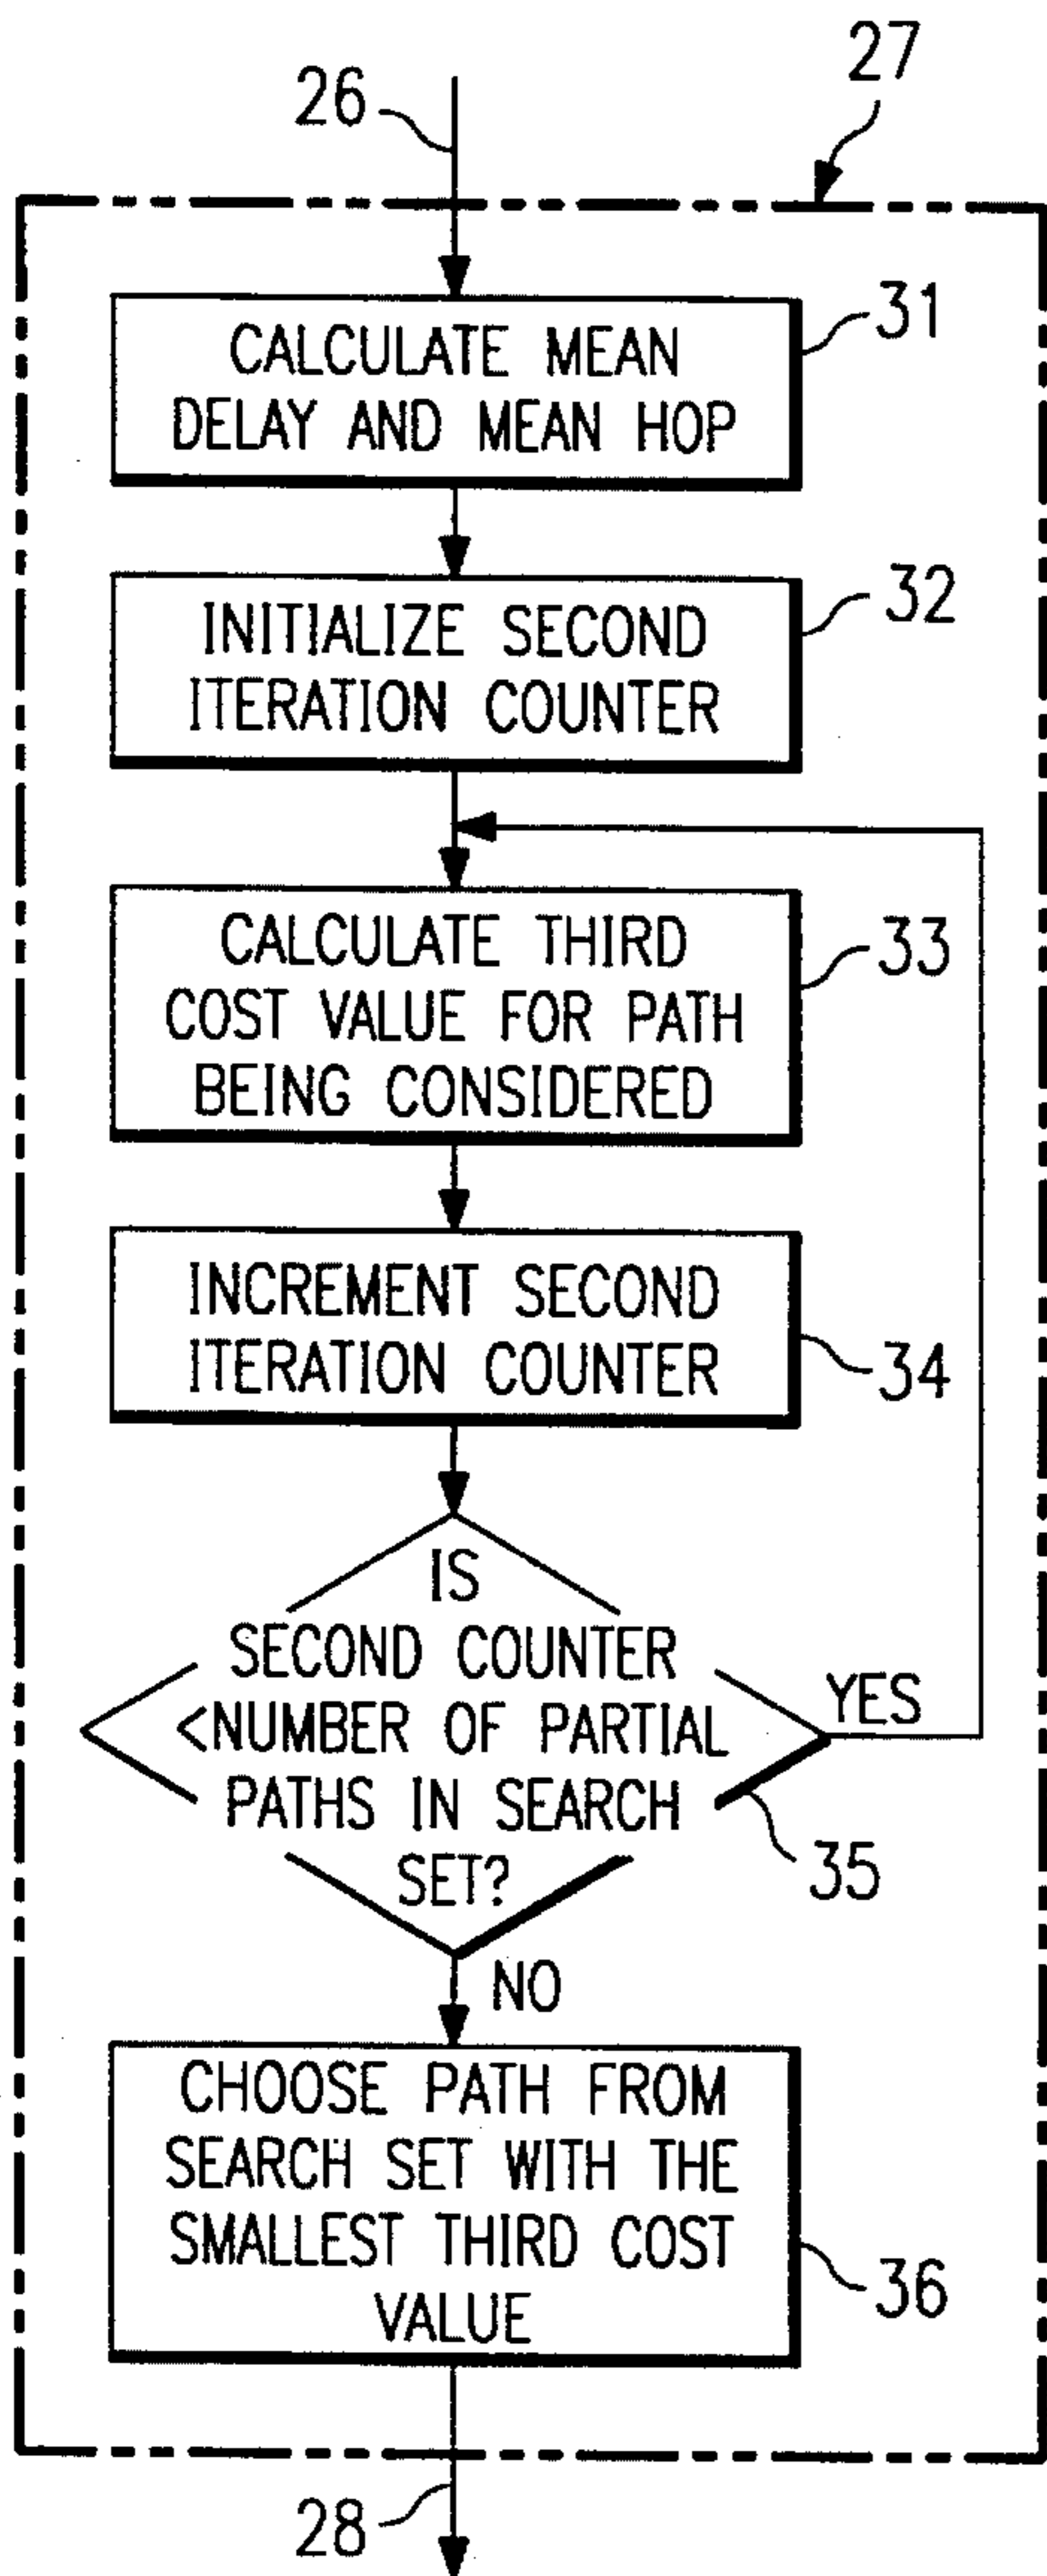 27
26
CALCULATE MEAN
DELAY AND MEAN HOP
31
INITIALIZE SECOND
ITERATION COUNTER
32
CALCULATE THIRD
COST VALUE FOR PATH
BEING CONSIDERED
33
INCREMENT SECOND
ITERATION COUNTER
34
IS
SECOND COUNTER
<NUMBER OF PARTIAL
PATHS IN SEARCH
SET?
YES
35
NO
CHOOSE PATH FROM
SEARCH SET WITH THE
SMALLEST THIRD COST
VALUE
36
28